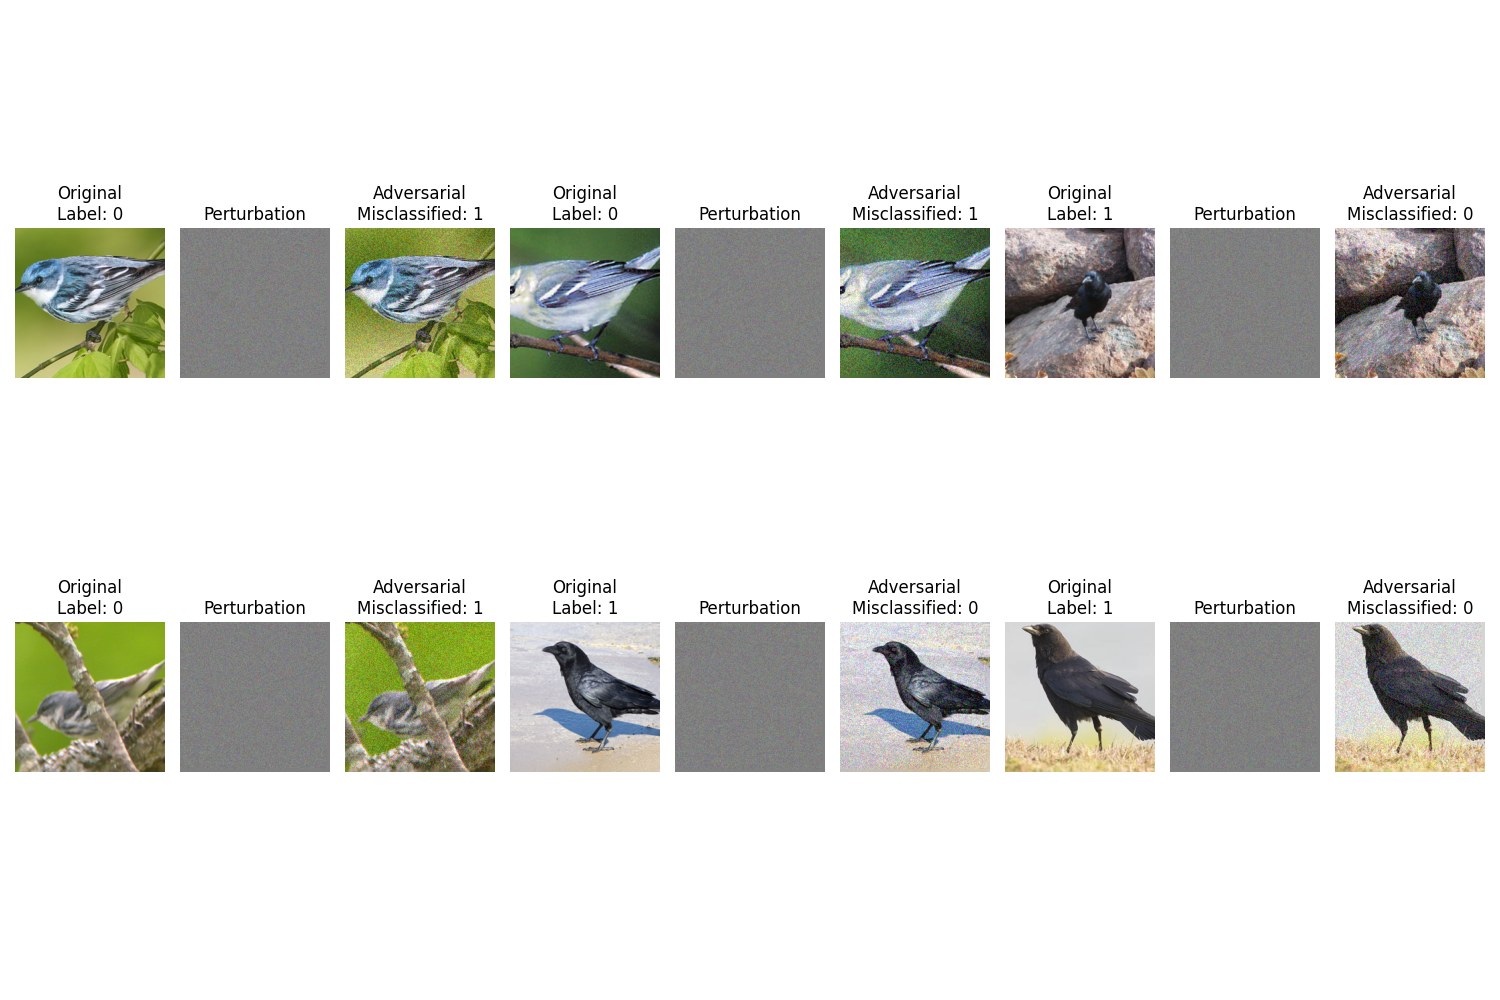 Original
Label: 0
Perturbation
Adversarial
Misclassified: 1
Original
Label: 0
Perturbation
Adversarial
Misclassified: 1
Original
Label: 1
Perturbation
Adversarial
Misclassified: 0
Original
Label: 0
Perturbation
Adversarial
Misclassified: 1
Original
Label: 1
Perturbation
Adversarial
Misclassified: 0
Original
Label: 1
Perturbation
Adversarial
Misclassified: 0